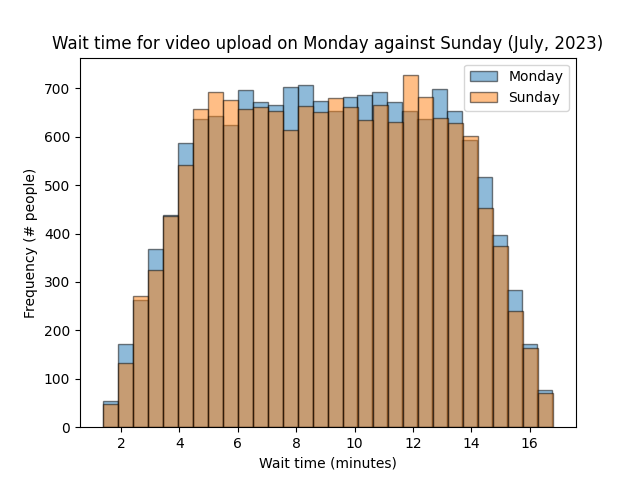 Wait time for video upload on Monday against Sunday (July, 2023)
Monday
Sunday
700
600
500
400
300
200
100
0
Frequency (# people)
2 4 6 8 10 12 14 16
Wait time (minutes)